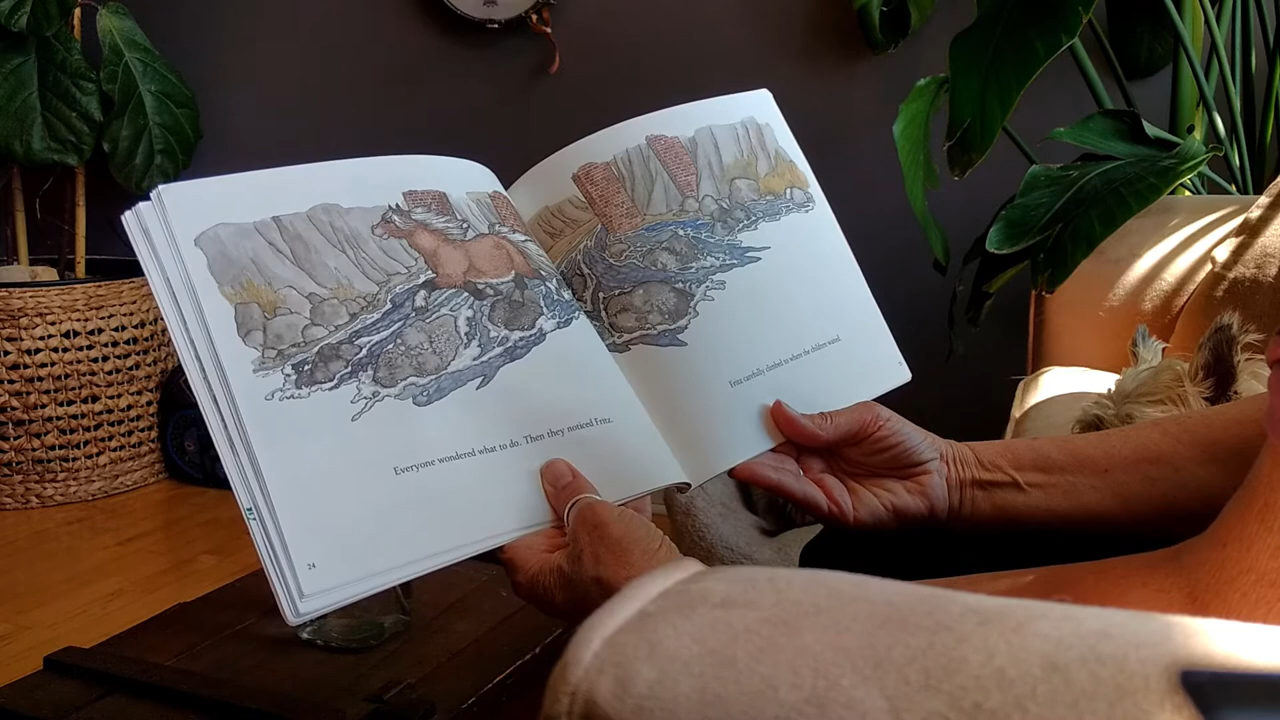 Everyone wondered what to do. Then they noticed Fritz.
24
Fritz carefully climbed to where the children waited.